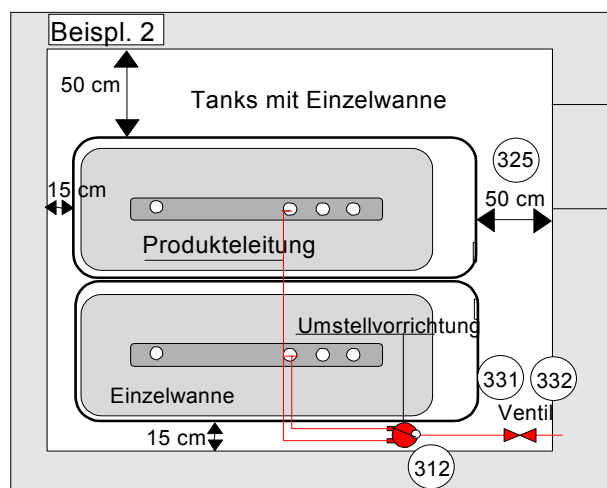 Beispl. 2
50 cm
Tanks mit Einzelwanne
325
15 cm
50 cm
Produkteleitung
Umstellvorrichtung
331
332
Einzelwanne
Ventil
15 cm
312